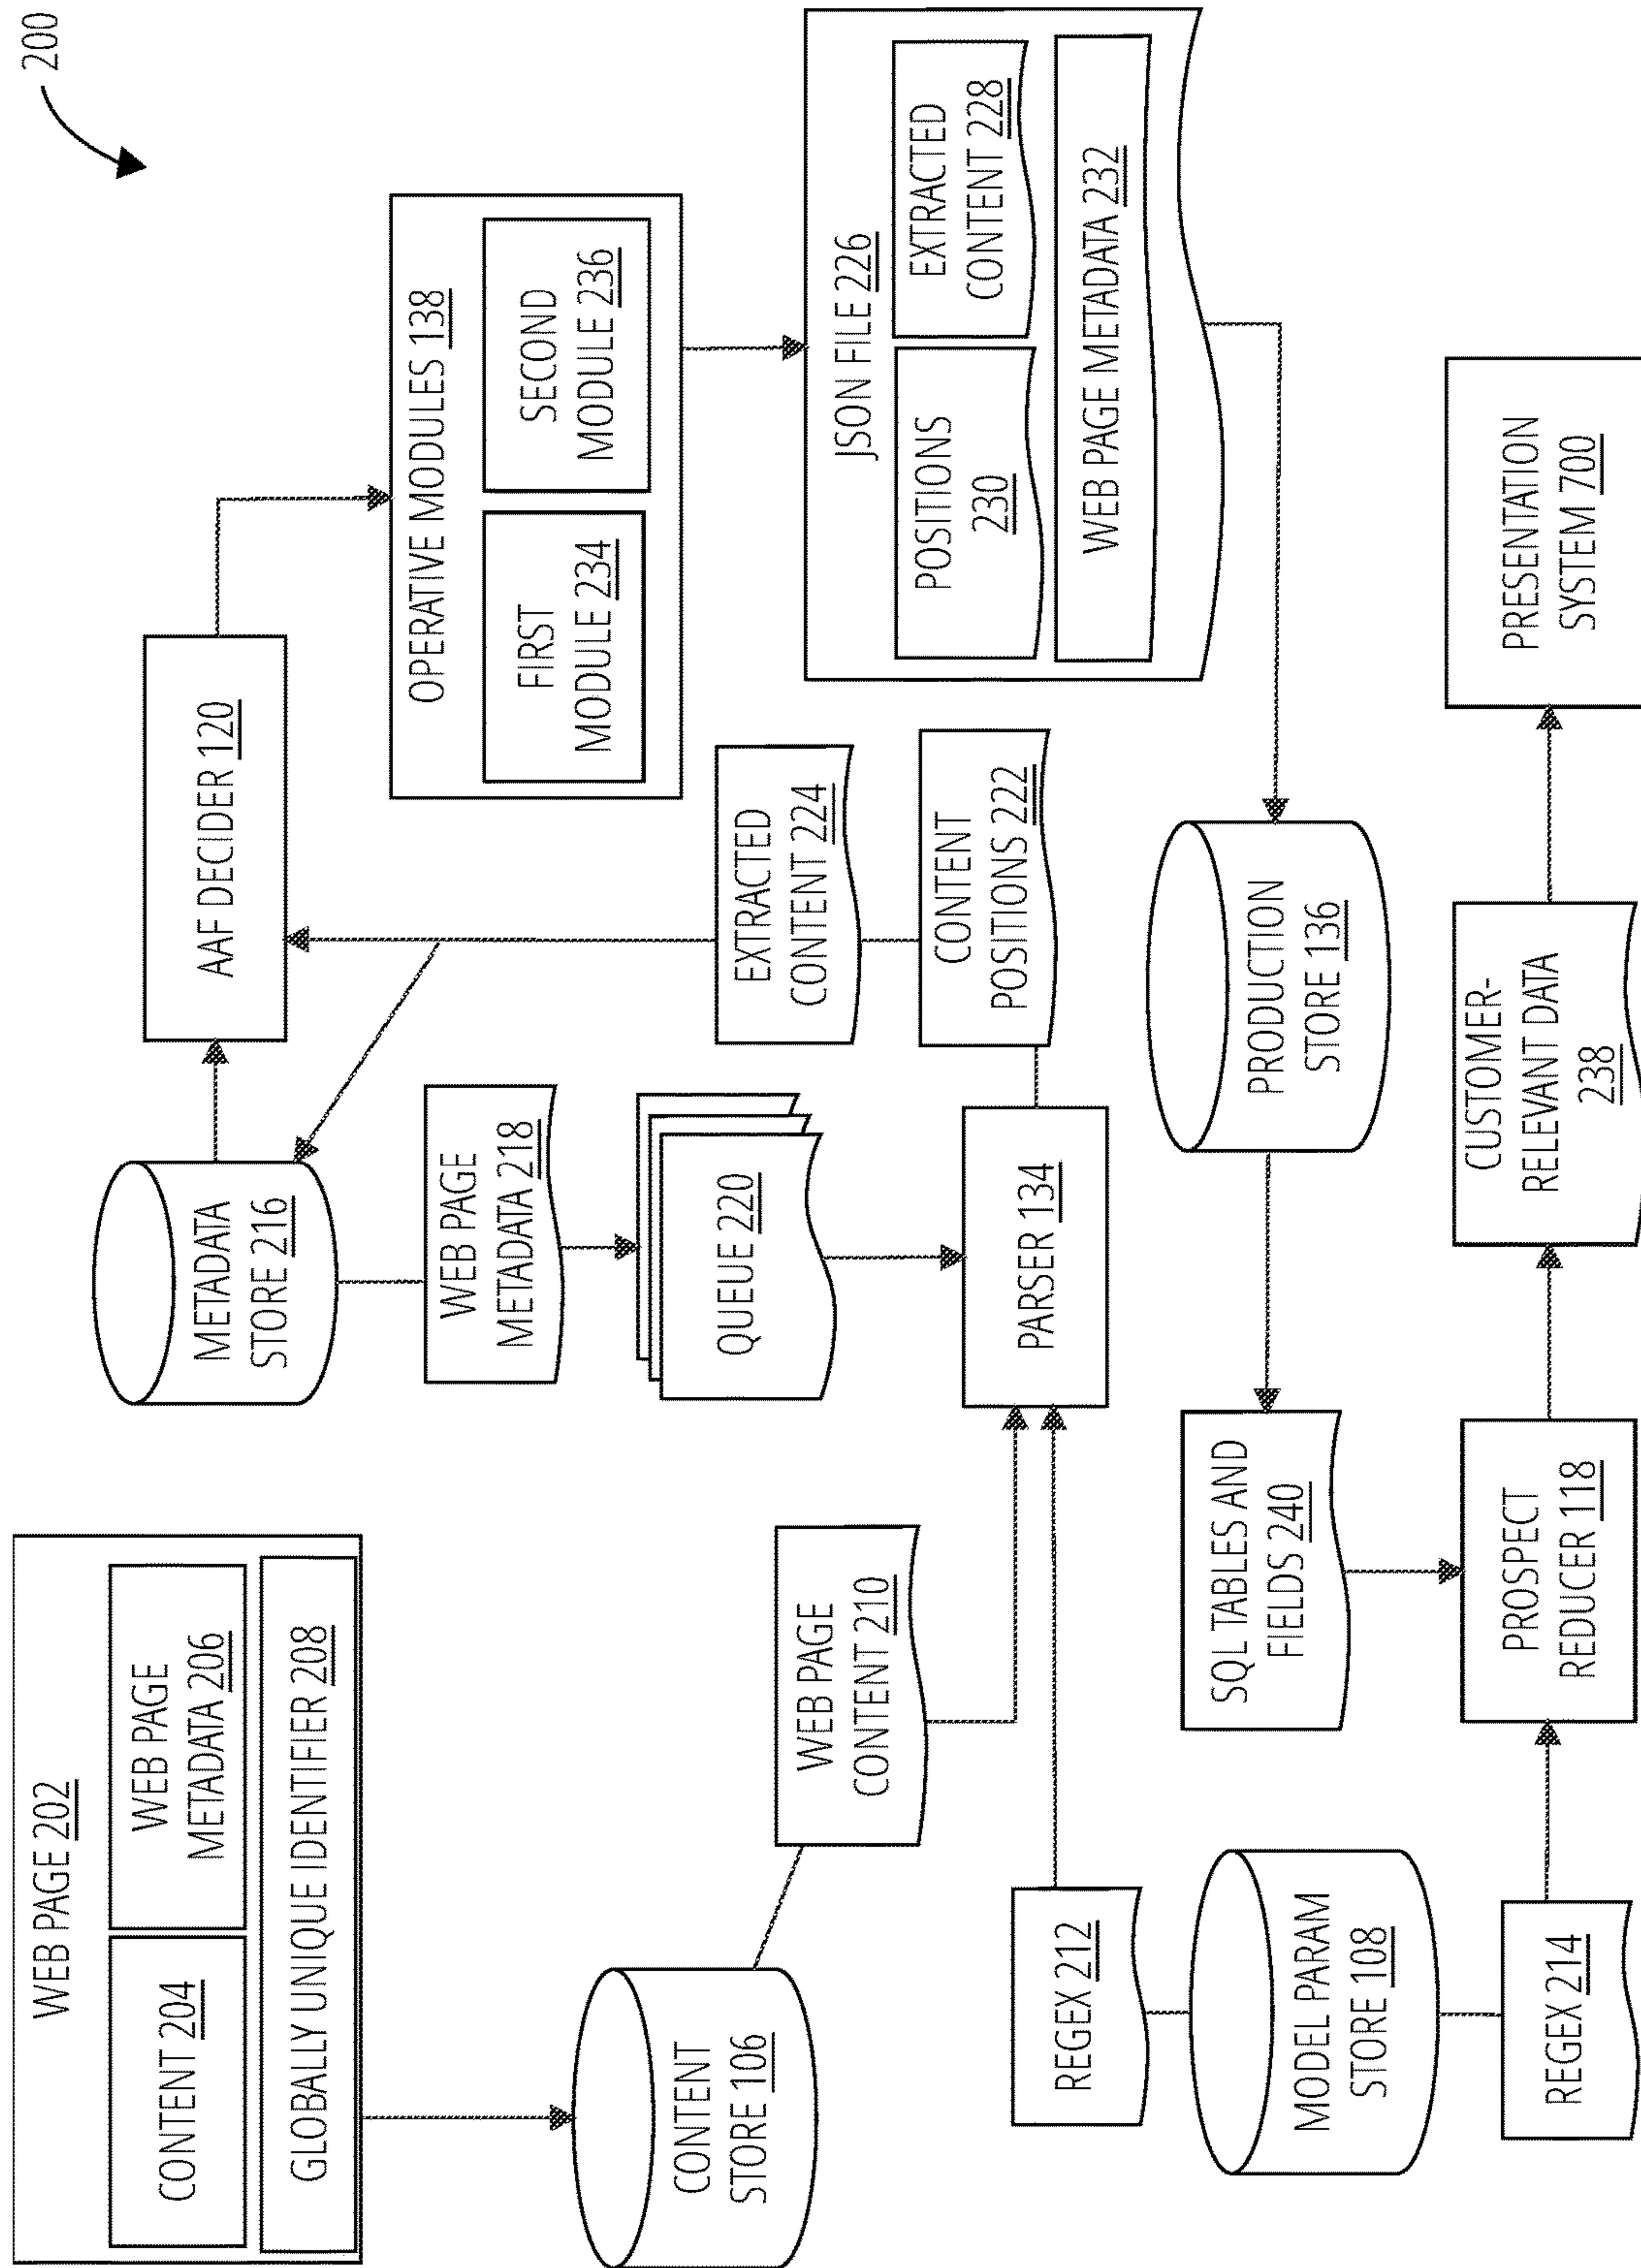 200
WEB PAGE 202
CONTENT 204
WEB PAGE
METADATA 206
GLOBALLY UNIQUE IDENTIFIER 208
METADATA
STORE 216
AAF DECIDER 120
OPERATIVE MODULES 138
FIRST
MODULE 234
SECOND
MODULE 236
WEB PAGE
METADATA 218
QUEUE 220
EXTRACTED
CONTENT 224
CONTENT
POSITIONS 222
JSON FILE 226
POSITIONS
230
EXTRACTED
CONTENT 228
WEB PAGE METADATA 232
CONTENT
STORE 106
WEB PAGE
CONTENT 210
PARSER 134
REGEX 212
MODEL PARAM
STORE 108
REGEX 214
SQL TABLES AND
FIELDS 240
PRODUCTION
STORE 136
PROSPECT
REDUCER 118
CUSTOMER-
RELEVANT DATA
238
PRESENTATION
SYSTEM 700